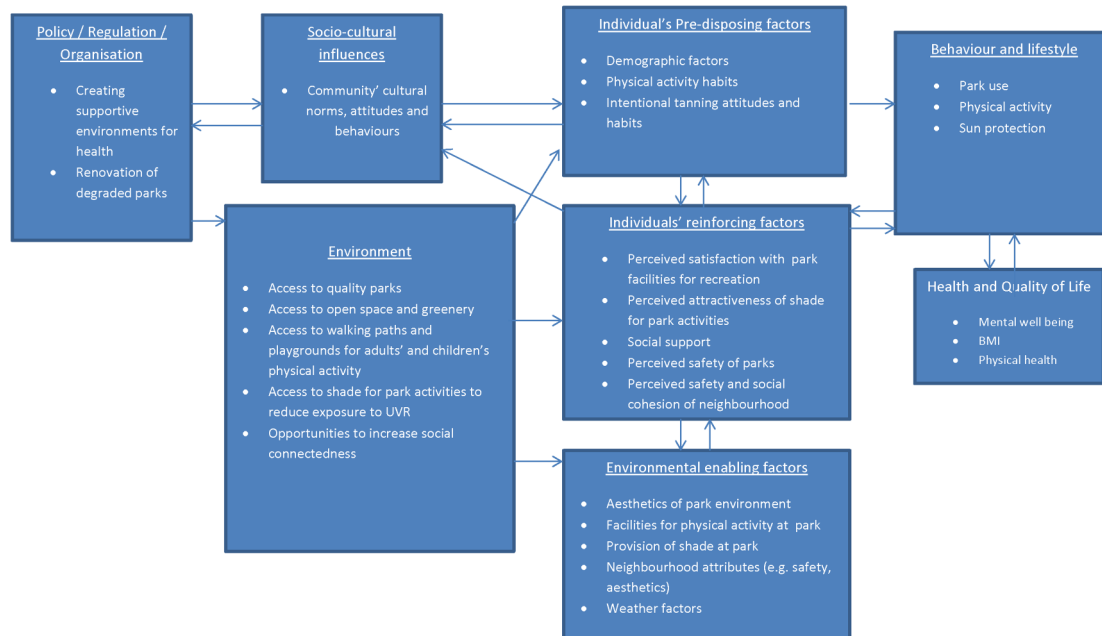 Policy / Regulation /
Organisation
• Creating
supportive
environments for
health
• Renovation of
degraded parks
Socio-cultural
influences
• Community' cultural
norms, attitudes and
behaviours
Individual's Pre-disposing factors
• Demographic factors
• Physical activity habits
• Intentional tanning attitudes and
habits
Behaviour and lifestyle
• Park use
• Physical activity
• Sun protection
Environment
• Access to quality parks
• Access to open space and greenery
• Access to walking paths and
playgrounds for adults' and children's
physical activity
• Access to shade for park activities to
reduce exposure to UVR
• Opportunities to increase social
connectedness
Individuals' reinforcing factors
• Perceived satisfaction with park
facilities for recreation
• Perceived attractiveness of shade
for park activities
• Social support
• Perceived safety of parks
• Perceived safety and social
cohesion of neighbourhood
Health and Quality of Life
• Mental well being
• BMI
• Physical health
Environmental enabling factors
• Aesthetics of park environment
• Facilities for physical activity at park
• Provision of shade at park
• Neighbourhood attributes (e.g. safety,
aesthetics)
• Weather factors